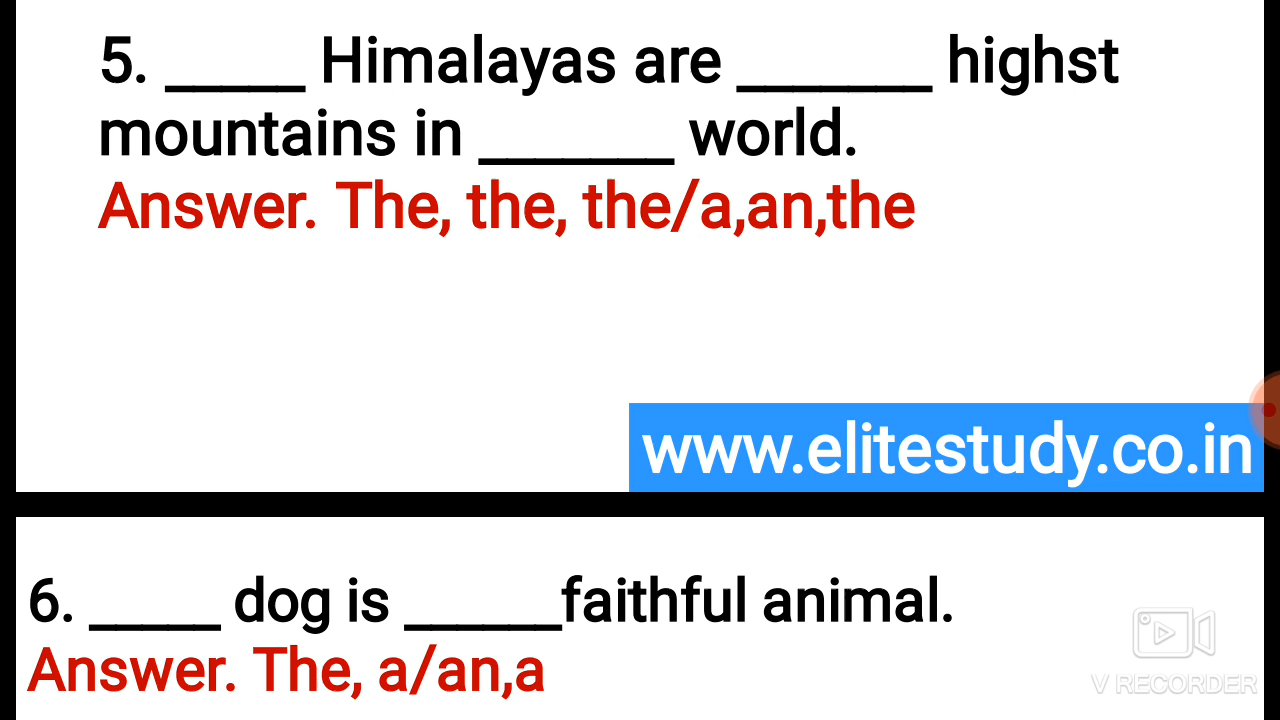 5. _____ Himalayas are _______ highst
mountains in _______ world.
Answer. The, the, the/a,an,the
www.elitestudy.co.in
6. _____ dog is ______faithful animal.
Answer. The, a/an,a
V RECORDER